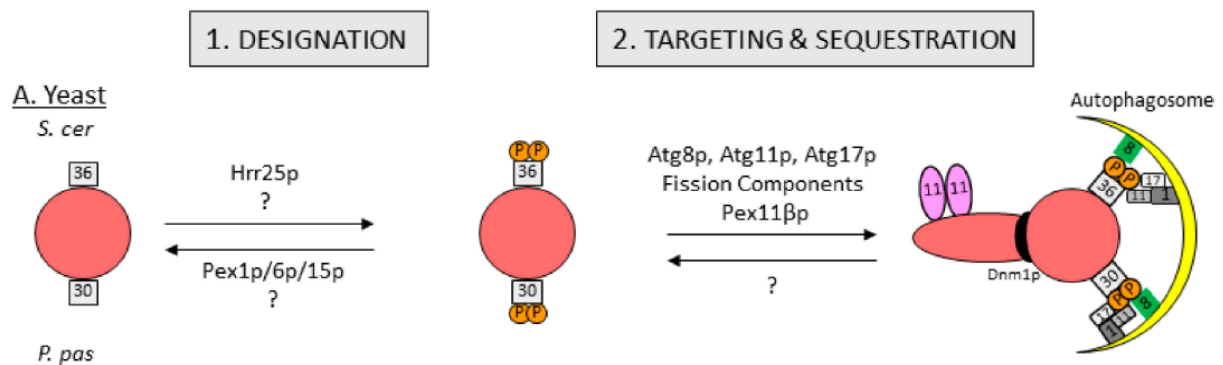 1. DESIGNATION
2. TARGETING & SEQUESTRATION
A. Yeast
S. cer
36
30
P. pas
Hrr25p
?
Pex1p/6p/15p
?
P P
36
30
P P
Atg8p, Atg11p, Atg17p
Fission Components
Pex11βp
?
Autophagosome
11 11
Dnm1p
8
P P
36
17
11 1
30
P P
8
17 11
1